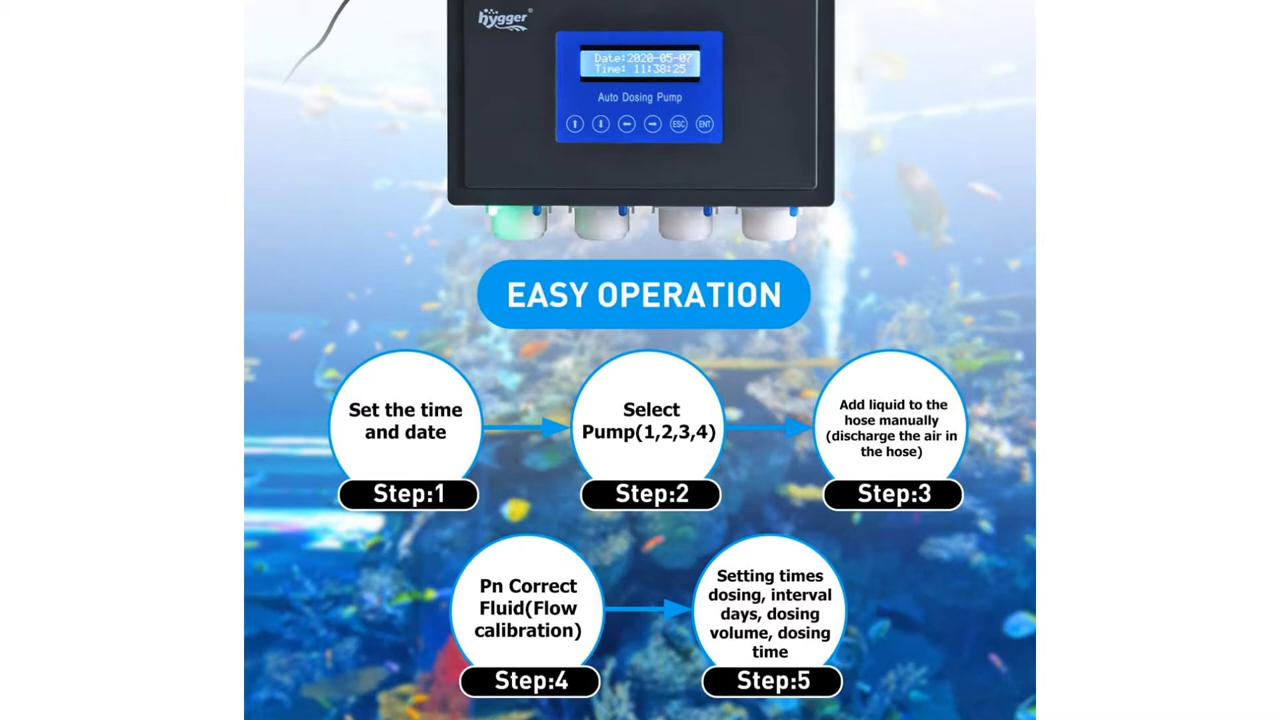 hygger
Date:2020-05-07
Time: 11:38:25
Auto Dosing Pump
ESC
ENT
EASY OPERATION
Set the time
and date
Step:1
Select
Pump(1,2,3,4)
Step:2
Add liquid to the
hose manually
(discharge the air in
the hose)
Step:3
Pn Correct
Fluid(Flow
calibration)
Step:4
Setting times
dosing, interval
days, dosing
volume, dosing
time
Step:5